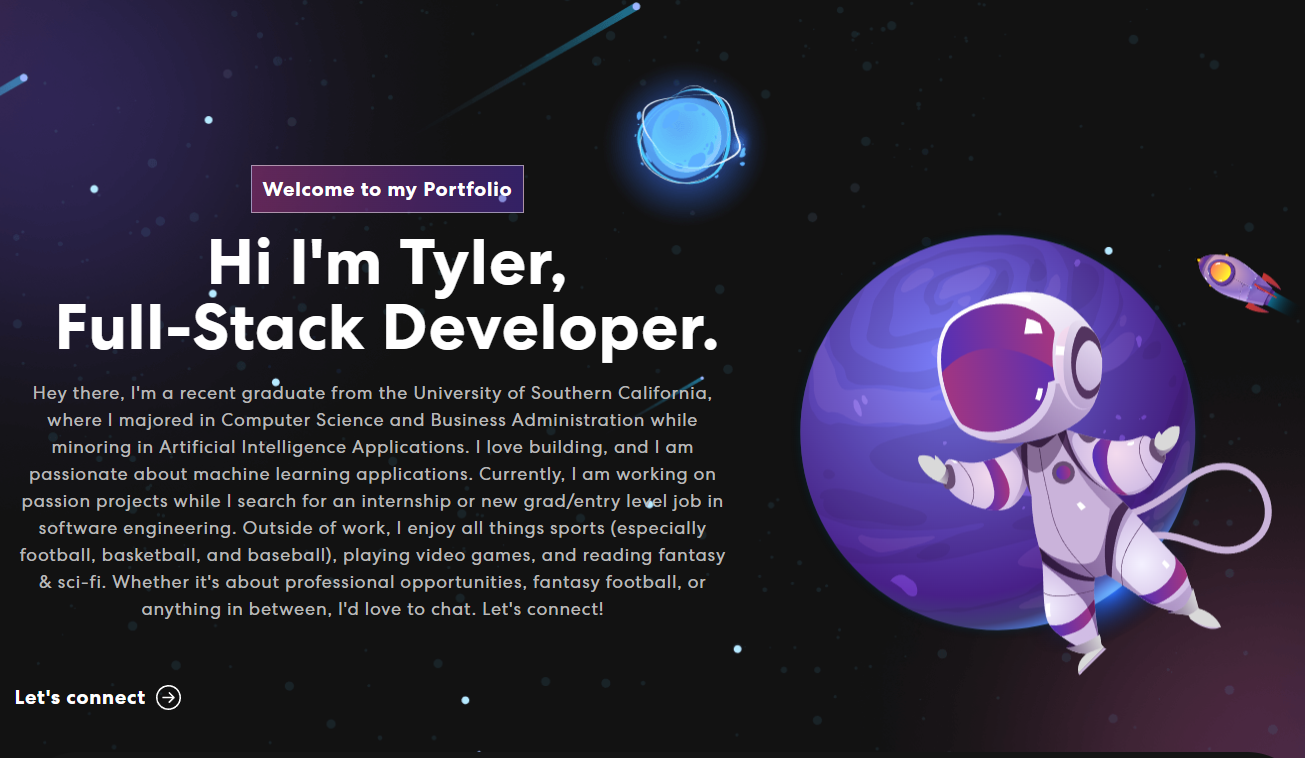 Welcome to my Portfolio
Hi I'm Tyler,
Full-Stack Developer.
Hey there, I'm a recent graduate from the University of Southern California,
where I majored in Computer Science and Business Administration while
minoring in Artificial Intelligence Applications. I love building, and I am
passionate about machine learning applications. Currently, I am working on
passion projects while I search for an internship or new grad/entry level job in
software engineering. Outside of work, I enjoy all things sports (especially
football, basketball, and baseball), playing video games, and reading fantasy
& sci-fi. Whether it's about professional opportunities, fantasy football, or
anything in between, I'd love to chat. Let's connect!
Let's connect